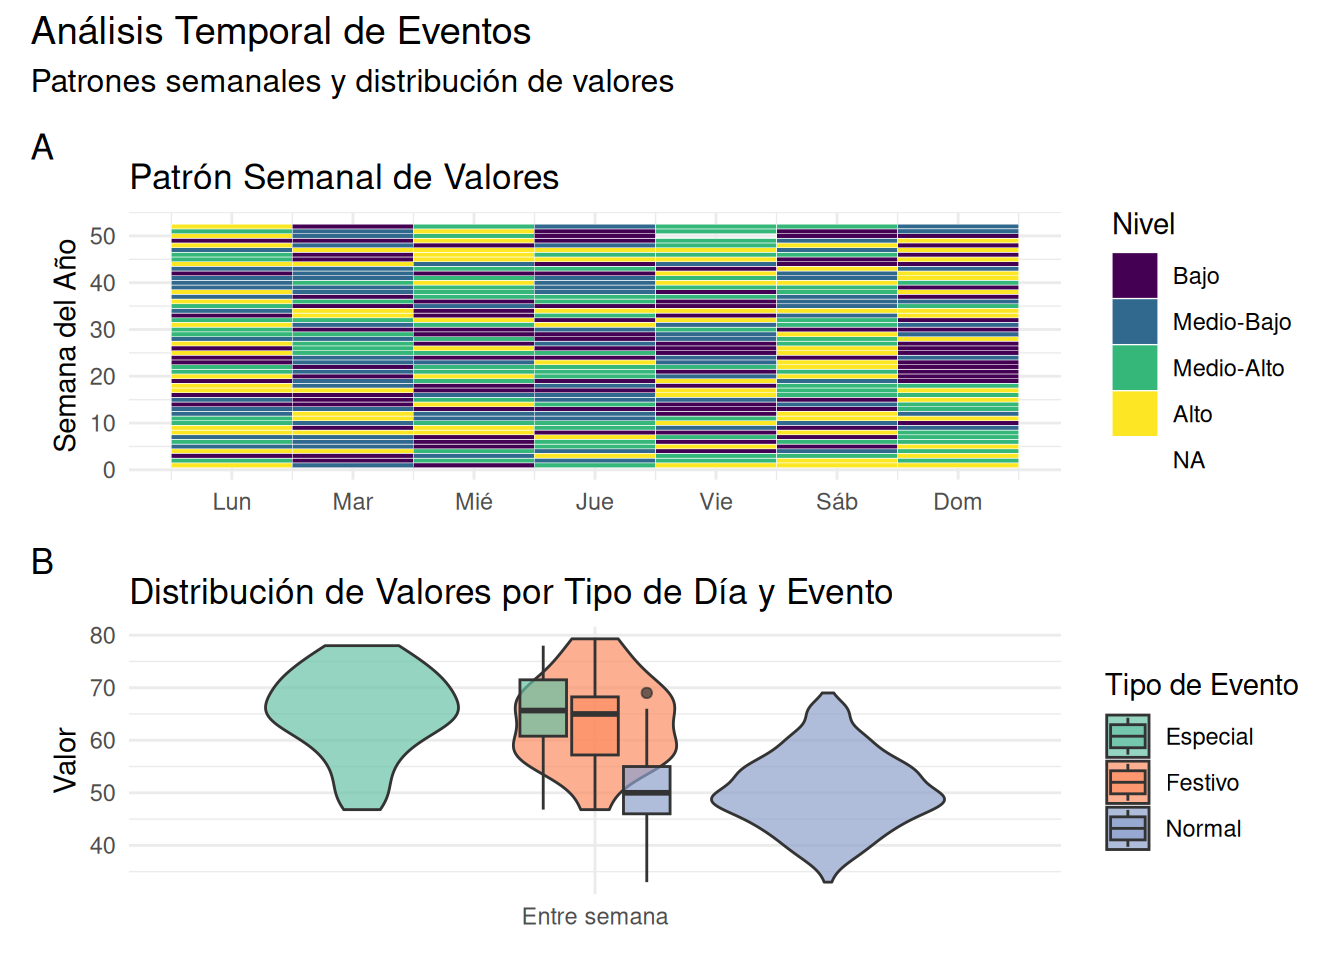 Análisis Temporal de Eventos
Patrones semanales y distribución de valores
A
Patrón Semanal de Valores
Semana del Año
50
40
30
20
10
0
Lun Mar Mié Jue Vie Sáb Dom
Nivel
Bajo
Medio-Bajo
Medio-Alto
Alto
NA
B
Distribución de Valores por Tipo de Día y Evento
Valor
80
70
60
50
40
Entre semana
Tipo de Evento
Especial
Festivo
Normal